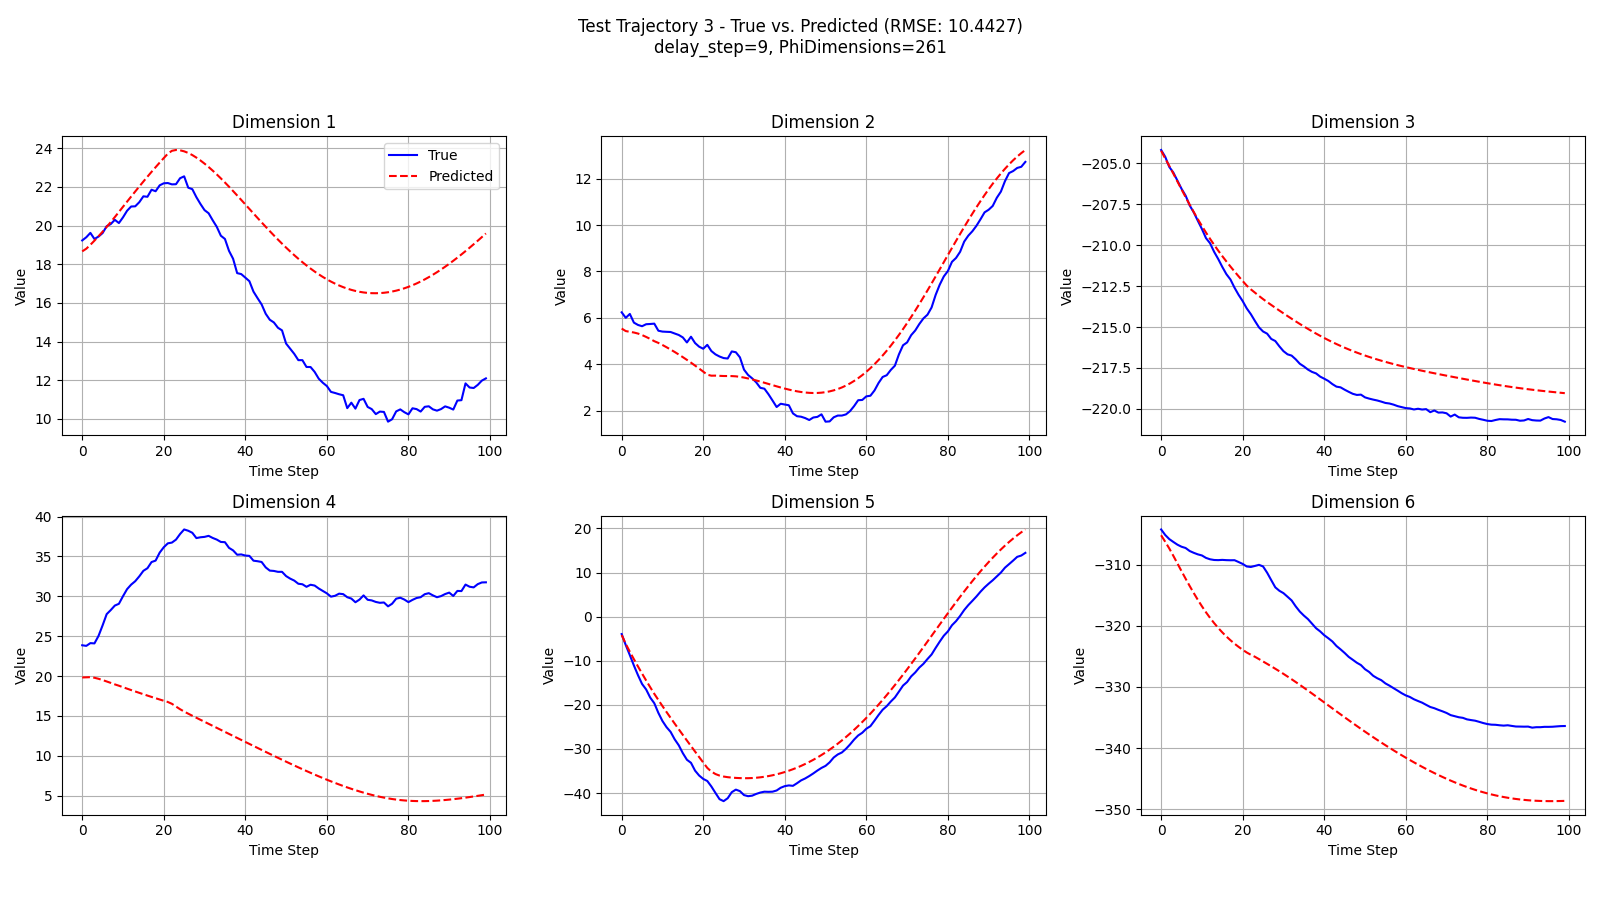 Test Trajectory 3 - True vs. Predicted (RMSE: 10.4427)
delay_step=9, PhiDimensions=261
Dimension 1
24
22
20
18
16
14
12
10
Value
0 20 40 60 80 100
Time Step
True
Predicted
Dimension 2
12
10
8
6
4
2
Value
0 20 40 60 80 100
Time Step
Dimension 3
−205.0
−207.5
−210.0
−212.5
−215.0
−217.5
−220.0
Value
0 20 40 60 80 100
Time Step
Dimension 4
40
35
30
25
20
15
10
5
Value
0 20 40 60 80 100
Time Step
Dimension 5
20
10
0
−10
−20
−30
−40
Value
0 20 40 60 80 100
Time Step
Dimension 6
−310
−320
−330
−340
−350
Value
0 20 40 60 80 100
Time Step